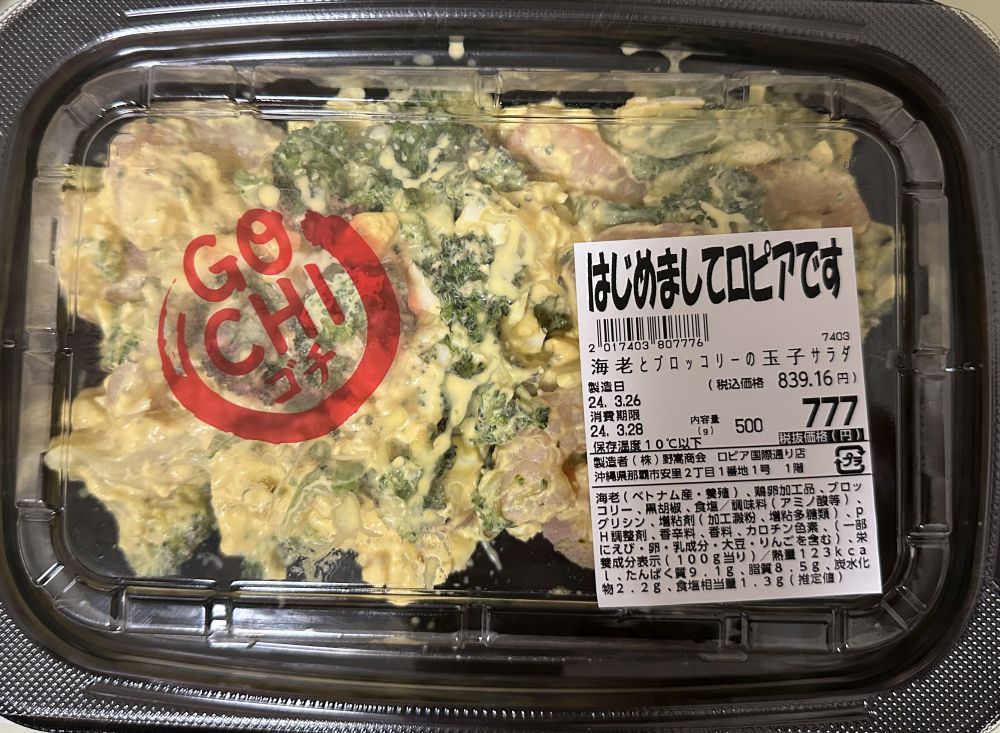 GO
CHI
ゴチ
はじめましてロピアです
2 017403 807776
7403
海老とブロッコリーの玉子サラダ
製造日
(税込価格 839.16円)
24. 3.26
消費期限
24. 3.28
内容量(g) 500
777
税抜価格(円)
保存温度10℃以下
製造者(株)野嵩商会 ロピア国際通り店
沖縄県那覇市安里2丁目1番地1号 1階
プラ
海老(ベトナム産・養殖)、鶏卵加工品、ブロッ
コリー、黒胡椒、食塩/調味料(アミノ酸等)、
グリシン、増粘剤(加工澱粉、増粘多糖類)、p
H調整剤、香辛料、香料、カロチン色素、(一部
にえび・卵・乳成分・大豆・りんごを含む)、栄
養成分表示(100g当り)/熱量123kca
l、たんぱく質9.1g、脂質8.5g、炭水化
物2.2g、食塩相当量1.3g(推定値)